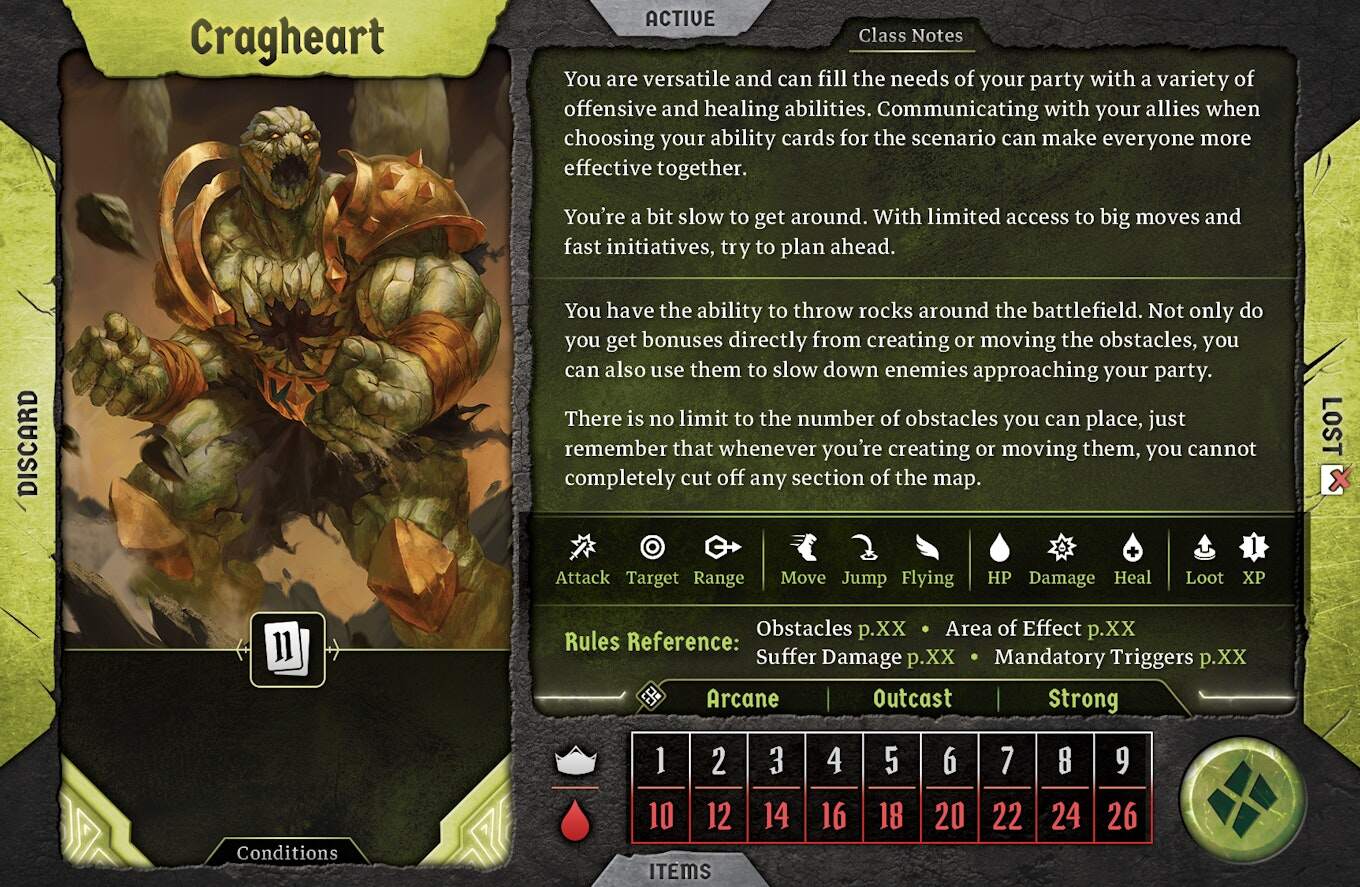 Cragheart
ACTIVE
Class Notes
You are versatile and can fill the needs of your party with a variety of
offensive and healing abilities. Communicating with your allies when
choosing your ability cards for the scenario can make everyone more
effective together.
You're a bit slow to get around. With limited access to big moves and
fast initiatives, try to plan ahead.
You have the ability to throw rocks around the battlefield. Not only do
you get bonuses directly from creating or moving the obstacles, you
can also use them to slow down enemies approaching your party.
There is no limit to the number of obstacles you can place, just
remember that whenever you're creating or moving them, you cannot
completely cut off any section of the map.
DISCARD
LOST
Attack Target Range Move Jump Flying HP Damage Heal Loot XP
11
Rules Reference:
Obstacles p.XX • Area of Effect p.XX
Suffer Damage p.XX • Mandatory Triggers p.XX
Arcane Outcast Strong
1 2 3 4 5 6 7 8 9
10 12 14 16 18 20 22 24 26
Conditions
ITEMS